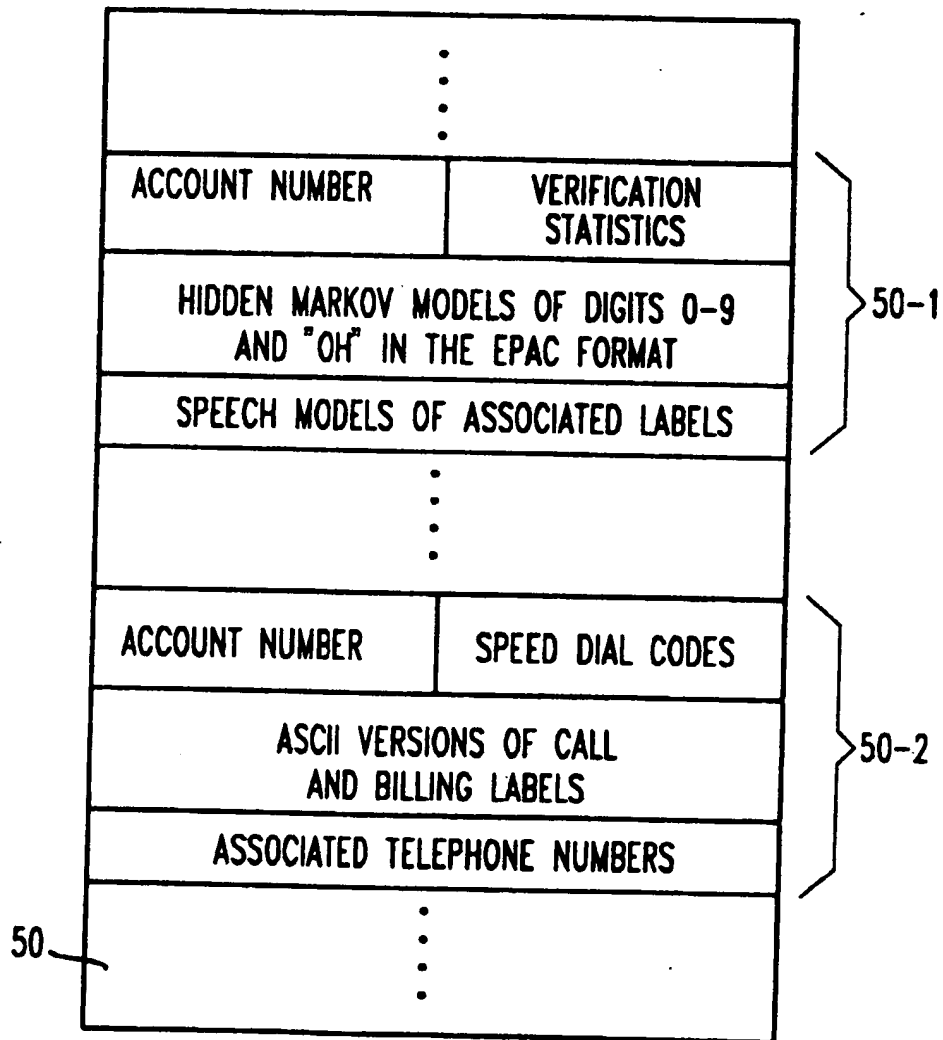 ACCOUNT NUMBER
VERIFICATION
STATISTICS
HIDDEN MARKOV MODELS OF DIGITS 0-9
AND "OH" IN THE EPAC FORMAT
SPEECH MODELS OF ASSOCIATED LABELS
50-1
ACCOUNT NUMBER
SPEED DIAL CODES
ASCII VERSIONS OF CALL
AND BILLING LABELS
ASSOCIATED TELEPHONE NUMBERS
50-2
50